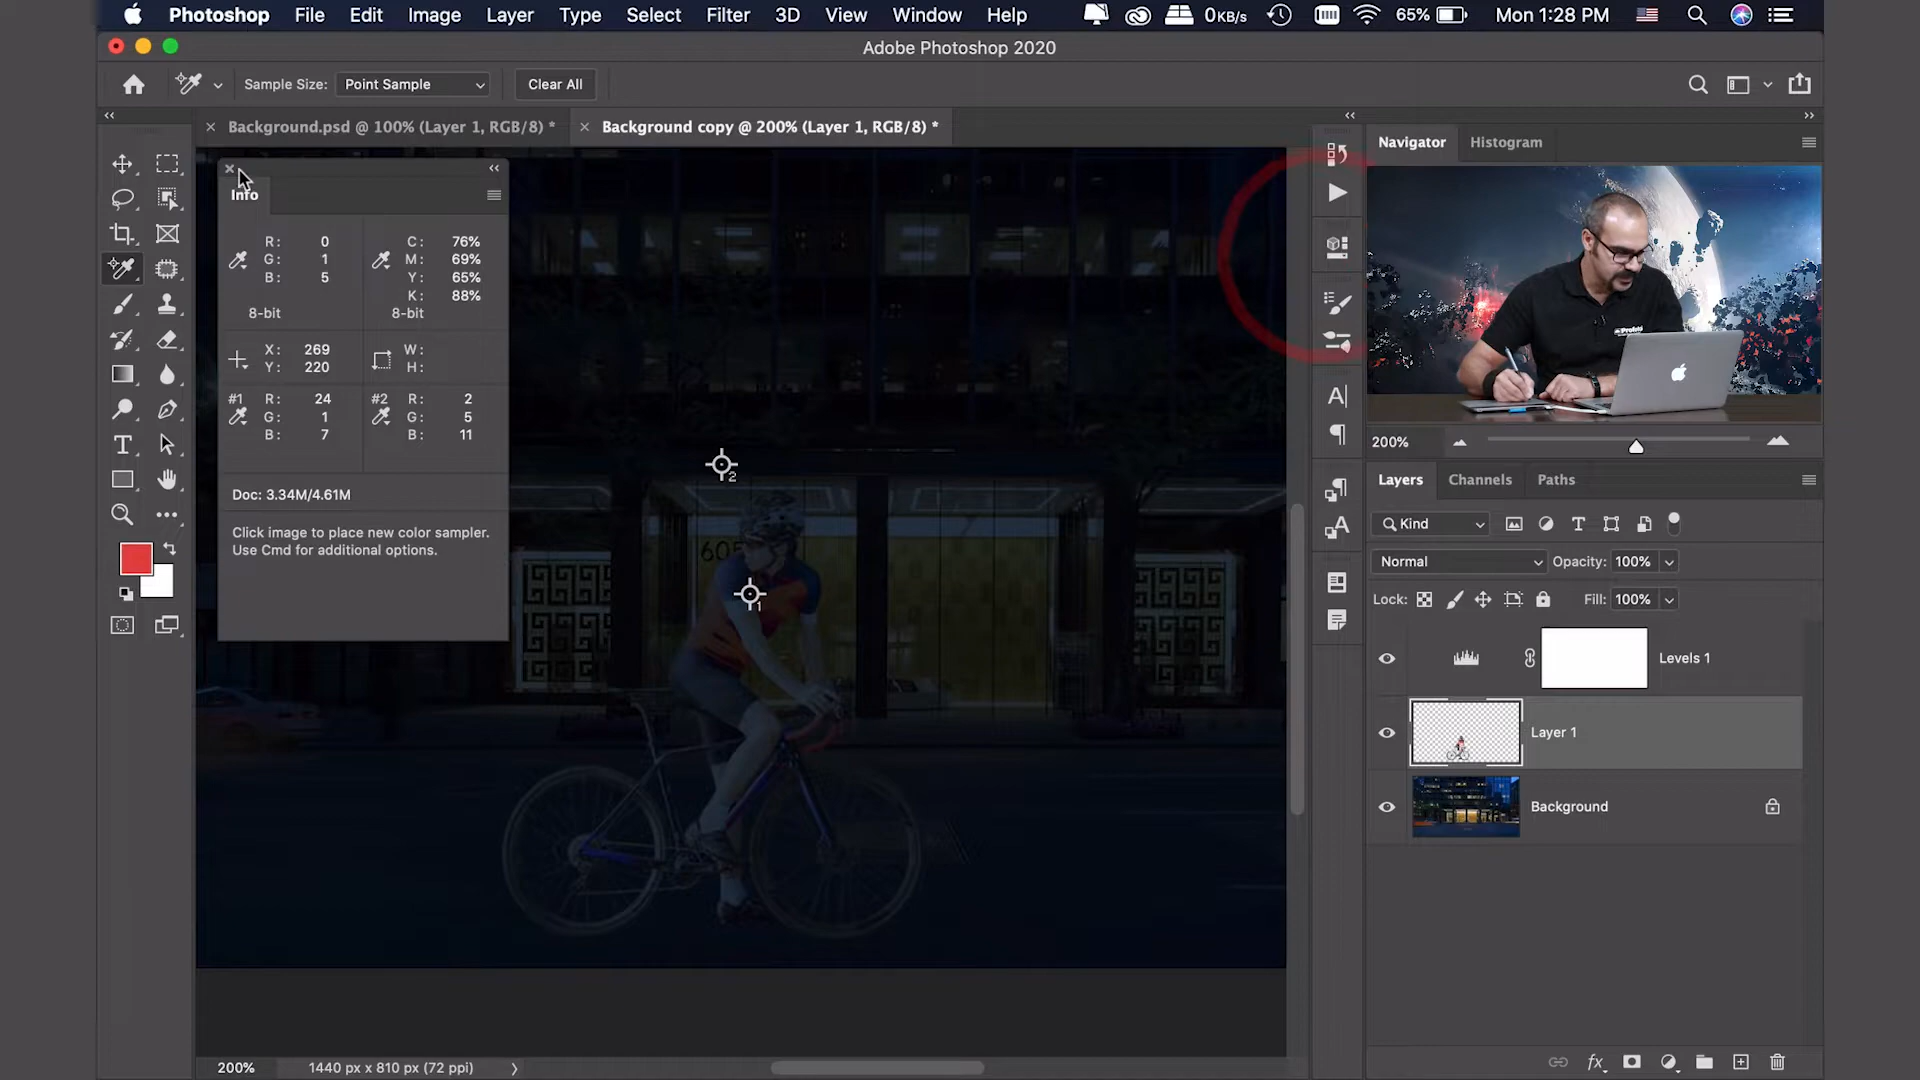 Photoshop File Edit Image Layer Type Select Filter 3D View Window Help 0KB/s 65% Mon 1:28 PM
Adobe Photoshop 2020
Sample Size: Point Sample Clear All
Background.psd @ 100% (Layer 1, RGB/8) * Background copy @ 200% (Layer 1, RGB/8) *
Info
R: 0 C: 76%
G: 1 M: 69%
B: 5 Y: 65%
K: 88%
8-bit 8-bit
X: 269 W:
Y: 220 H:
#1 R: 24 #2 R: 2
G: 1 G: 5
B: 7 B: 11
Doc: 3.34M/4.61M
Click image to place new color sampler.
Use Cmd for additional options.
2
605
1
Navigator Histogram
Profoto
200%
Layers Channels Paths
Kind
Normal Opacity: 100%
Lock: Fill: 100%
Levels 1
Layer 1
Background
fx
200% 1440 px x 810 px (72 ppi)